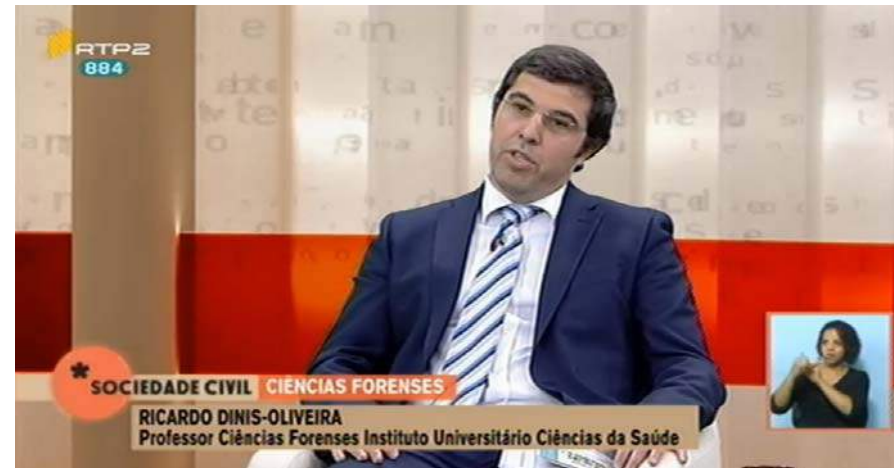 RTP2
884
SOCIEDADE CIVIL CIÊNCIAS FORENSES
RICARDO DINIS-OLIVEIRA
Professor Ciências Forenses Instituto Universitário Ciências da Saúde